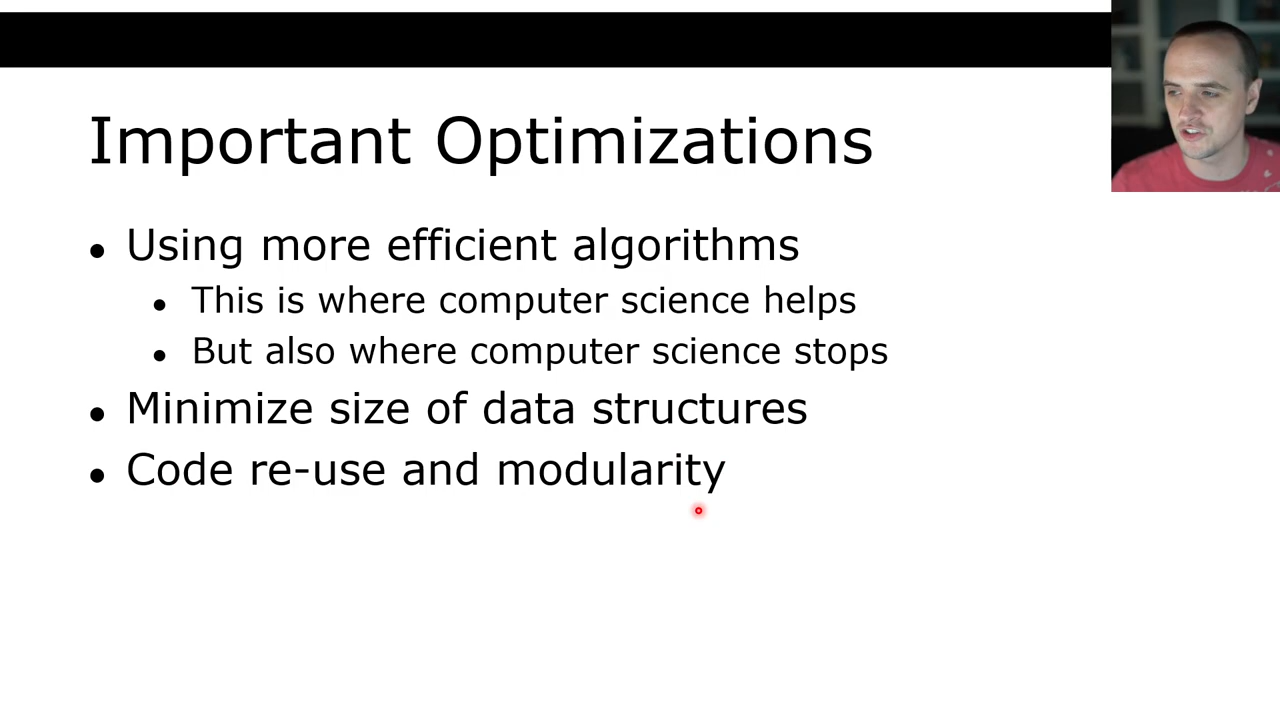 Important Optimizations
Using more efficient algorithms
This is where computer science helps
But also where computer science stops
Minimize size of data structures
Code re-use and modularity